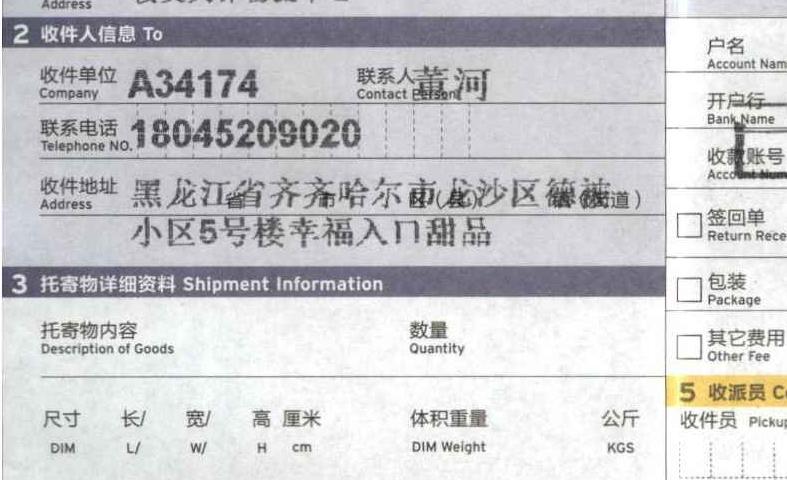 Address
2 收件人信息 To
收件单位 A34174 联系人 董河
Company Contact Person
联系电话 18045209020
Telephone NO.
收件地址 黑龙江省齐齐哈尔市龙沙区
Address 省 市 区(县) 道)
小区5号楼幸福入口甜品
3 托寄物详细资料 Shipment Information
托寄物内容 数量
Description of Goods Quantity
尺寸 长/ 宽/ 高 厘米 体积重量 公斤
DIM L/ W/ H cm DIM Weight KGS
户名
Account Nam
开户行
Bank Name
收款账号
Account Num
签回单
Return Rece
包装
Package
其它费用
Other Fee
5 收派员 C
收件员 Pickup